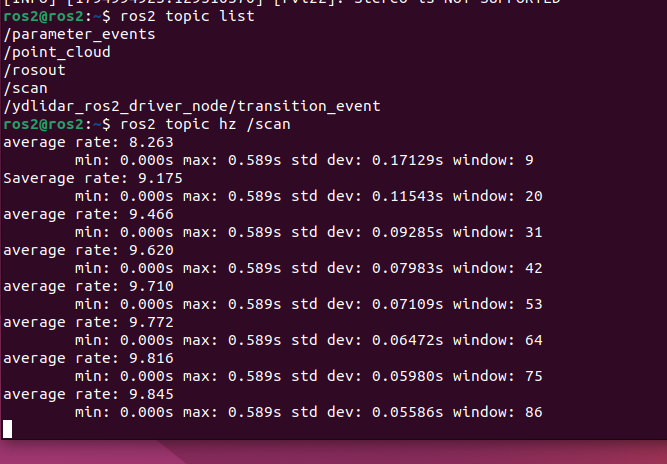 ros2@ros2:~$ ros2 topic list
/parameter_events
/point_cloud
/rosout
/scan
/ydlidar_ros2_driver_node/transition_event
ros2@ros2:~$ ros2 topic hz /scan
average rate: 8.263
min: 0.000s max: 0.589s std dev: 0.17129s window: 9
Saverage rate: 9.175
min: 0.000s max: 0.589s std dev: 0.11543s window: 20
average rate: 9.466
min: 0.000s max: 0.589s std dev: 0.09285s window: 31
average rate: 9.620
min: 0.000s max: 0.589s std dev: 0.07983s window: 42
average rate: 9.710
min: 0.000s max: 0.589s std dev: 0.07109s window: 53
average rate: 9.772
min: 0.000s max: 0.589s std dev: 0.06472s window: 64
average rate: 9.816
min: 0.000s max: 0.589s std dev: 0.05980s window: 75
average rate: 9.845
min: 0.000s max: 0.589s std dev: 0.05586s window: 86